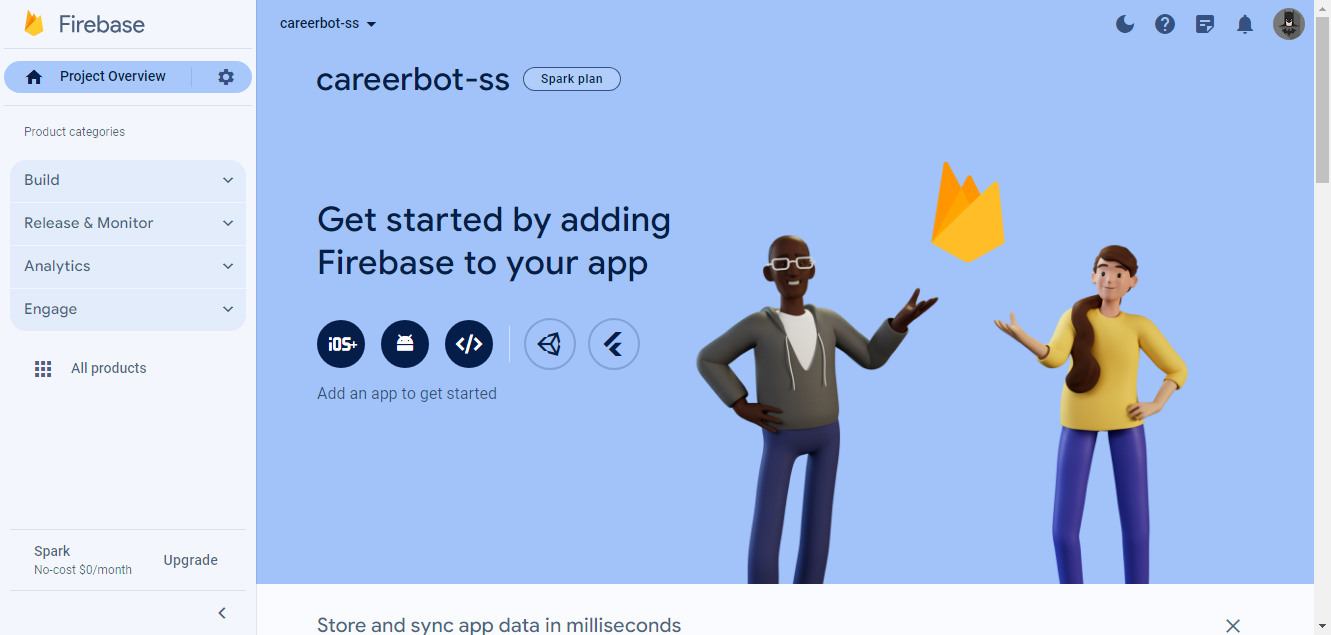 Firebase
Project Overview
Product categories
Build
Release & Monitor
Analytics
Engage
All products
Spark
No-cost $0/month
Upgrade
careerbot-ss
careerbot-ss
Spark plan
Get started by adding
Firebase to your app
iOS+
Add an app to get started
Store and sync app data in milliseconds